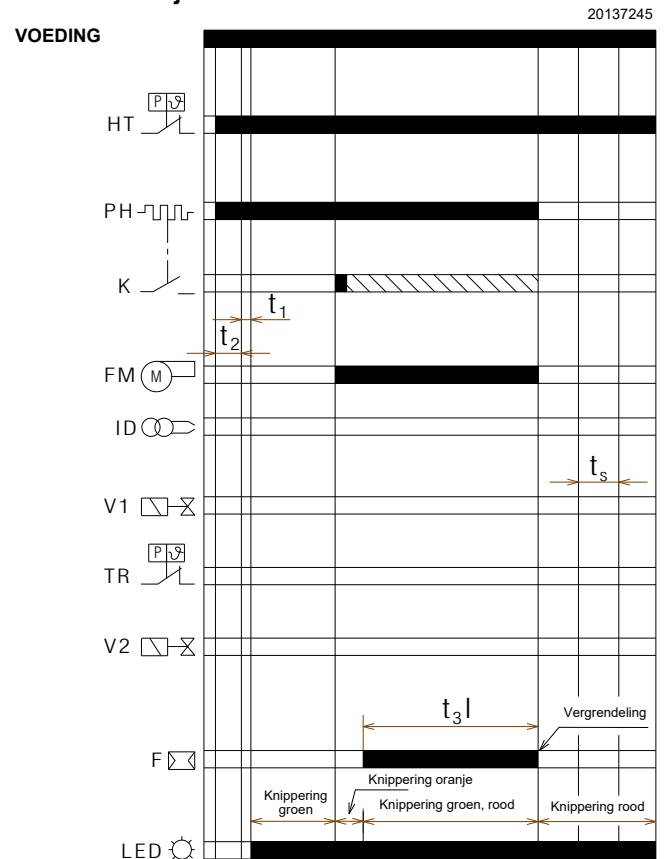 20137245
VOEDING
P ϑ
HT
PH
K
t1
t2
FM M
ID
ts
V1
P ϑ
TR
V2
t3l
Vergrendeling
F
Knippering oranje
Knippering groen
Knippering groen, rood
Knippering rood
LED